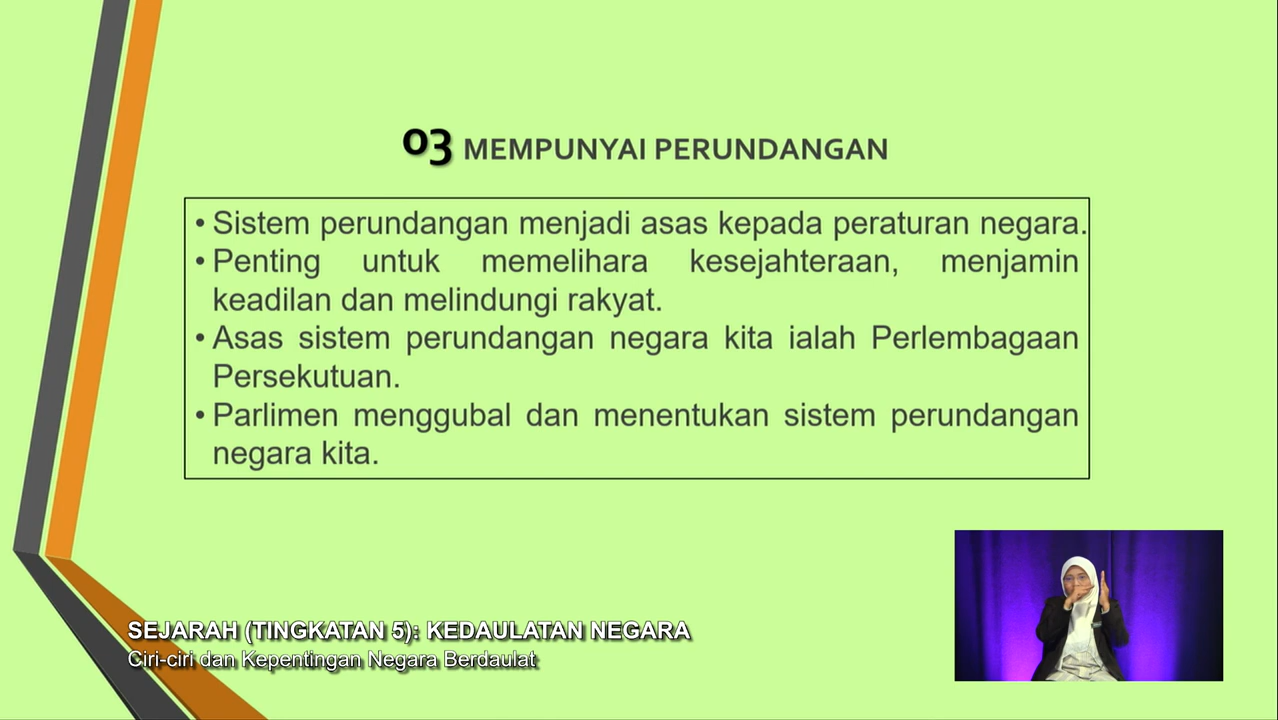 03 MEMPUNYAI PERUNDANGAN
• Sistem perundangan menjadi asas kepada peraturan negara.
• Penting untuk memelihara kesejahteraan, menjamin
keadilan dan melindungi rakyat.
• Asas sistem perundangan negara kita ialah Perlembagaan
Persekutuan.
• Parlimen menggubal dan menentukan sistem perundangan
negara kita.
SEJARAH (TINGKATAN 5): KEDAULATAN NEGARA
Ciri-ciri dan Kepentingan Negara Berdaulat